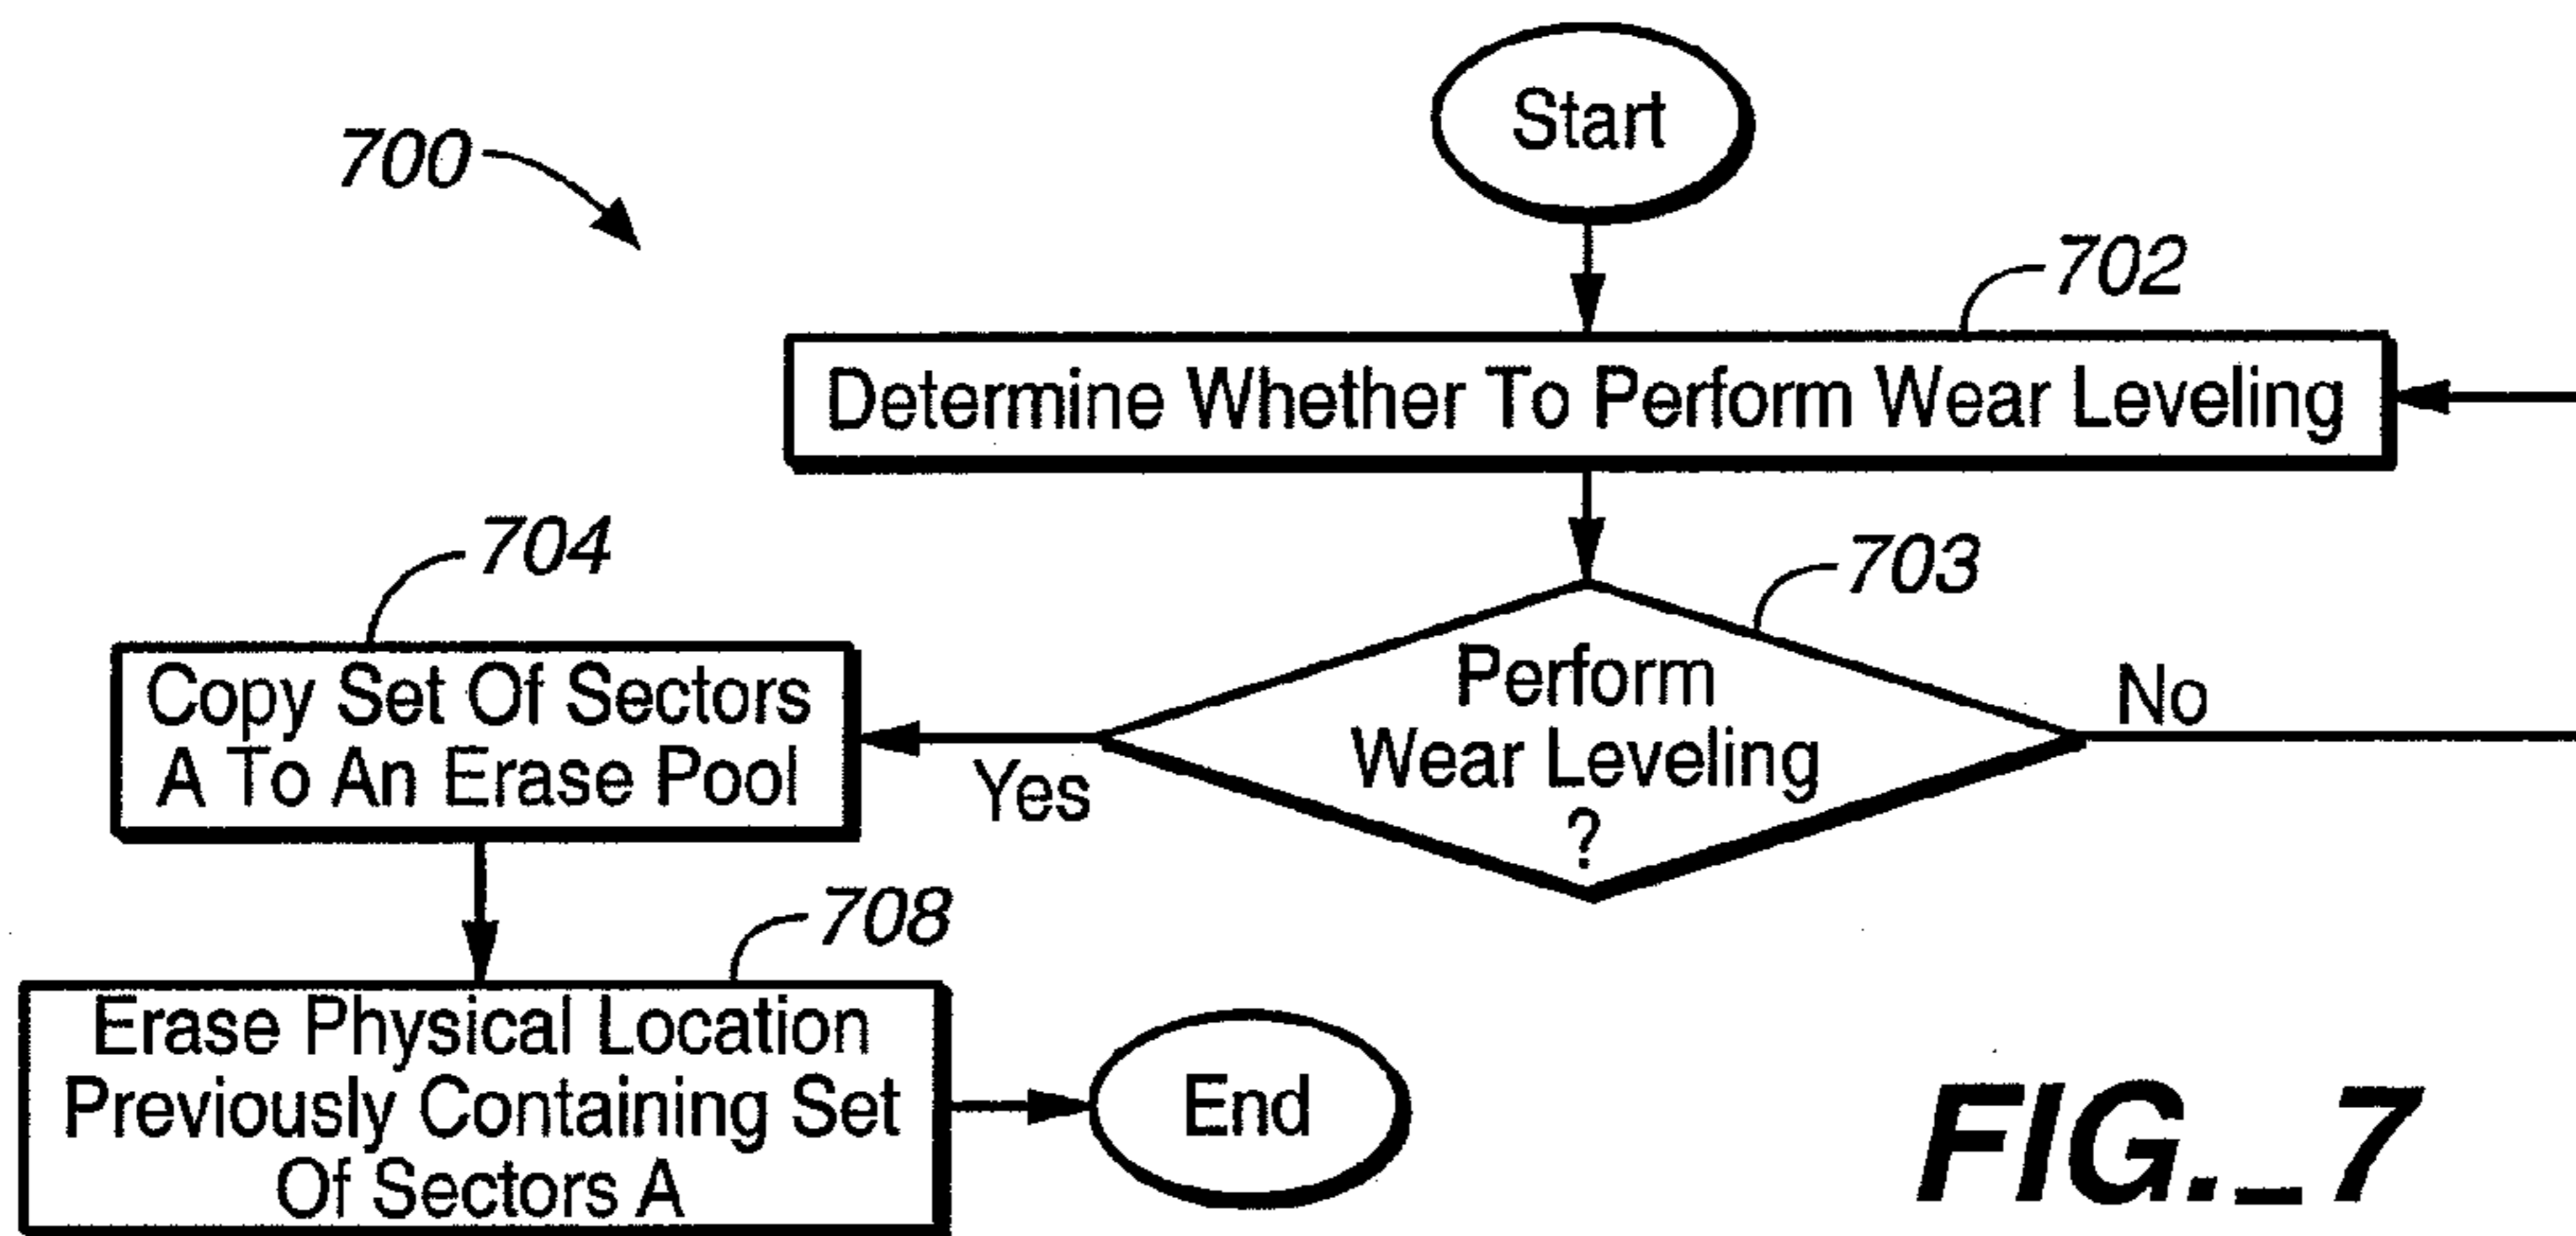 Start
700
702
Determine Whether To Perform Wear Leveling
704
703
Copy Set Of Sectors
A To An Erase Pool
Perform
Wear Leveling
?
Yes
No
708
Erase Physical Location
Previously Containing Set
Of Sectors A
End
FIG._7